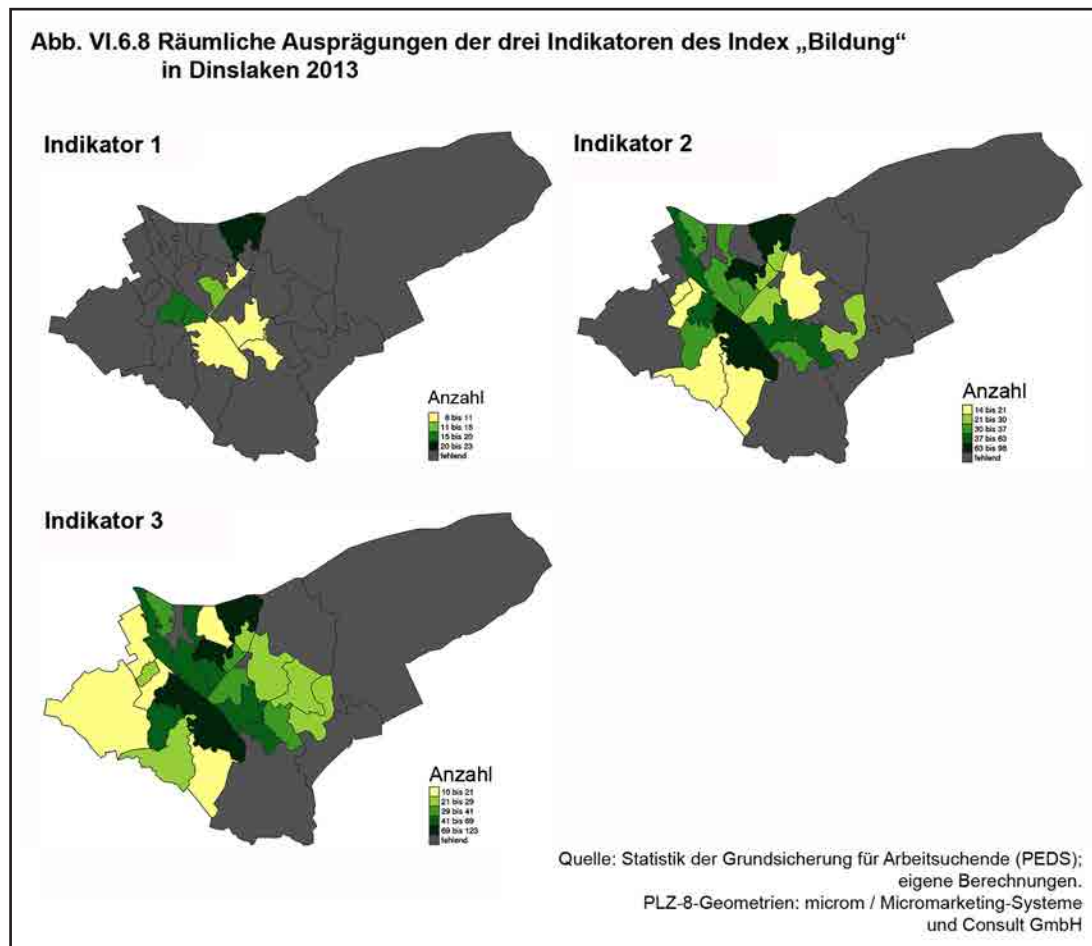 Abb. VI.6.8 Räumliche Ausprägungen der drei Indikatoren des Index „Bildung“
in Dinslaken 2013
Indikator 1
Anzahl
8 bis 11
11 bis 15
15 bis 20
20 bis 23
fehlend
Indikator 2
Anzahl
14 bis 21
21 bis 30
30 bis 37
37 bis 63
63 bis 98
fehlend
Indikator 3
Anzahl
16 bis 21
21 bis 29
29 bis 41
41 bis 69
69 bis 123
fehlend
Quelle: Statistik der Grundsicherung für Arbeitsuchende (PEDS);
eigene Berechnungen.
PLZ-8-Geometrien: microm / Micromarketing-Systeme
und Consult GmbH